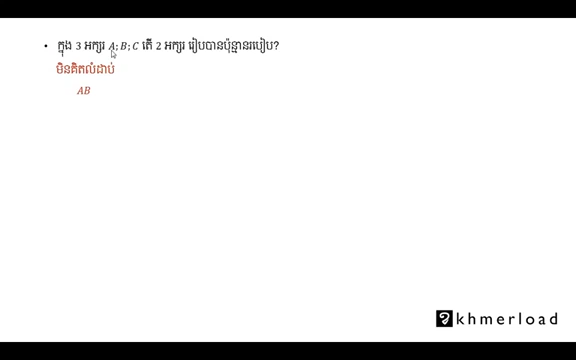 • ក្នុង 3 អក្សរ A; B; C តើ 2 អក្សរ រៀបបានប៉ុន្មានរបៀប?
មិនគិតលំដាប់
AB
khmerload